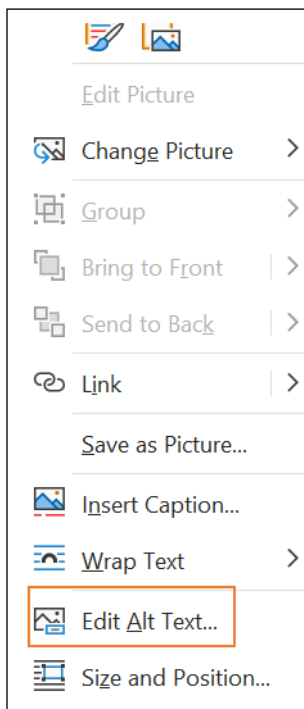 Edit Picture
Change Picture
Group
Bring to Front
Send to Back
Link
Save as Picture...
Insert Caption...
Wrap Text
Edit Alt Text...
Size and Position...